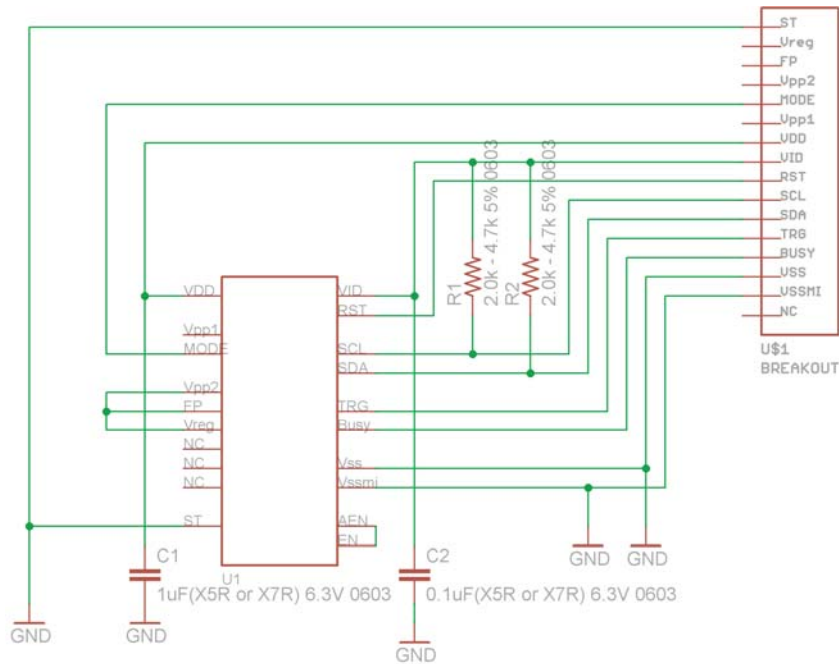 ST
Vreg
FP
Vpp2
MODE
Vpp1
VDD
VID
RST
SCL
SDA
TRG
BUSY
VSS
VSSMI
NC
U$1
BREAKOUT
R1
2.0k - 4.7k 5% 0603
R2
2.0k - 4.7k 5% 0603
VDD
Vpp1
MODE
Vpp2
FP
Vreg
NC
NC
NC
ST
VID
RST
SCL
SDA
TRG
Busy
Vss
Vssmi
AEN
EN
U1
C1
1uF(X5R or X7R) 6.3V 0603
C2
0.1uF(X5R or X7R) 6.3V 0603
GND
GND
GND
GND
GND